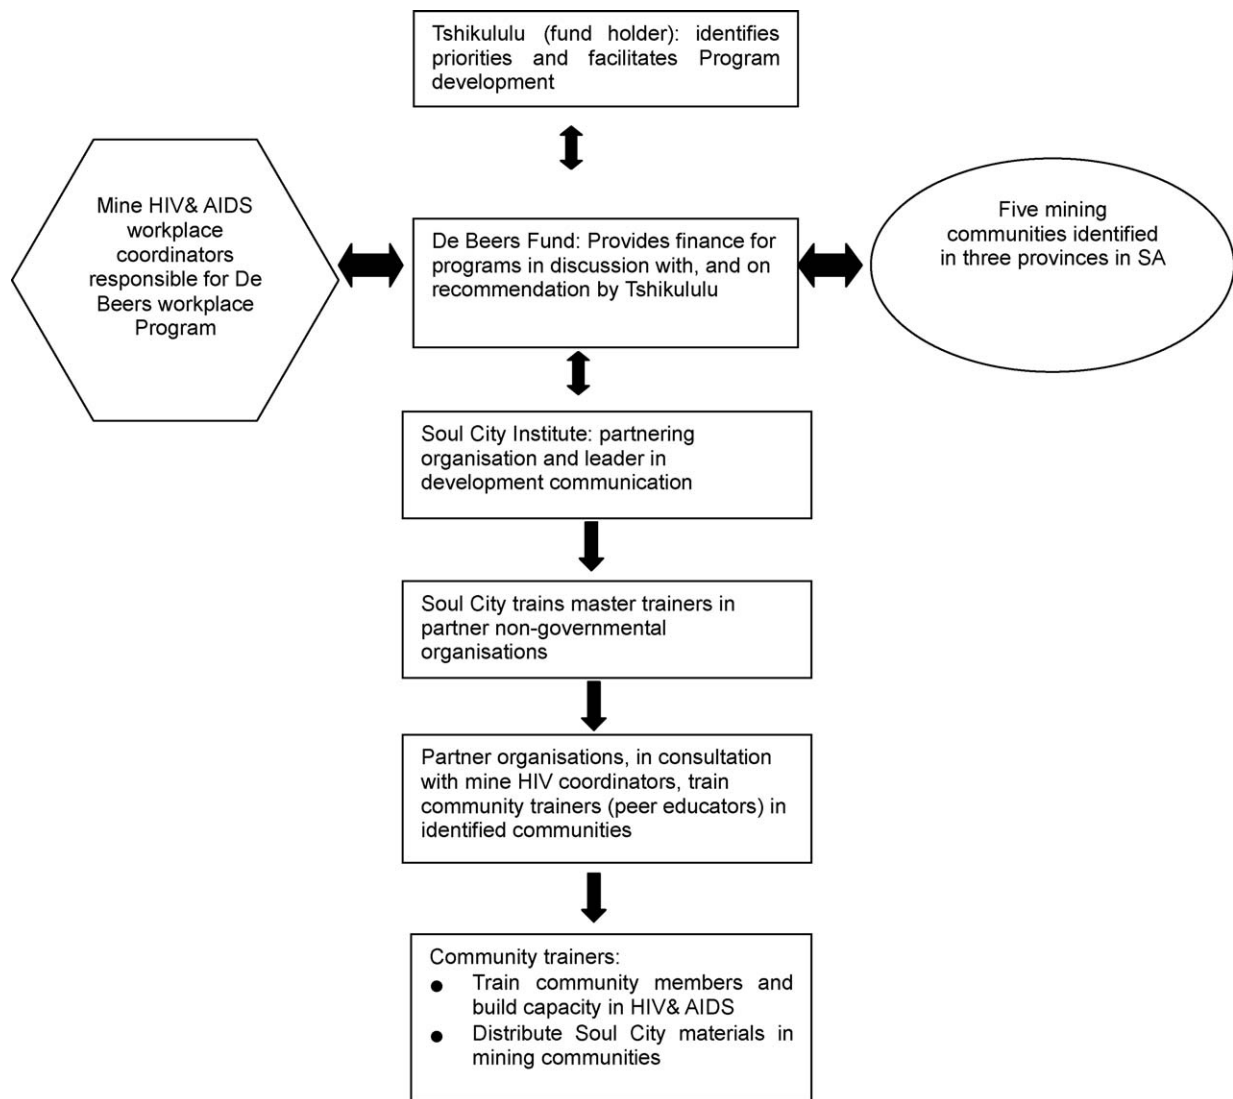 Tshikululu (fund holder): identifies
priorities and facilitates Program
development
Mine HIV& AIDS
workplace
coordinators
responsible for De
Beers workplace
Program
De Beers Fund: Provides finance for
programs in discussion with, and on
recommendation by Tshikululu
Five mining
communities identified
in three provinces in SA
Soul City Institute: partnering
organisation and leader in
development communication
Soul City trains master trainers in
partner non-governmental
organisations
Partner organisations, in consultation
with mine HIV coordinators, train
community trainers (peer educators) in
identified communities
Community trainers:
● Train community members and
build capacity in HIV& AIDS
● Distribute Soul City materials in
mining communities